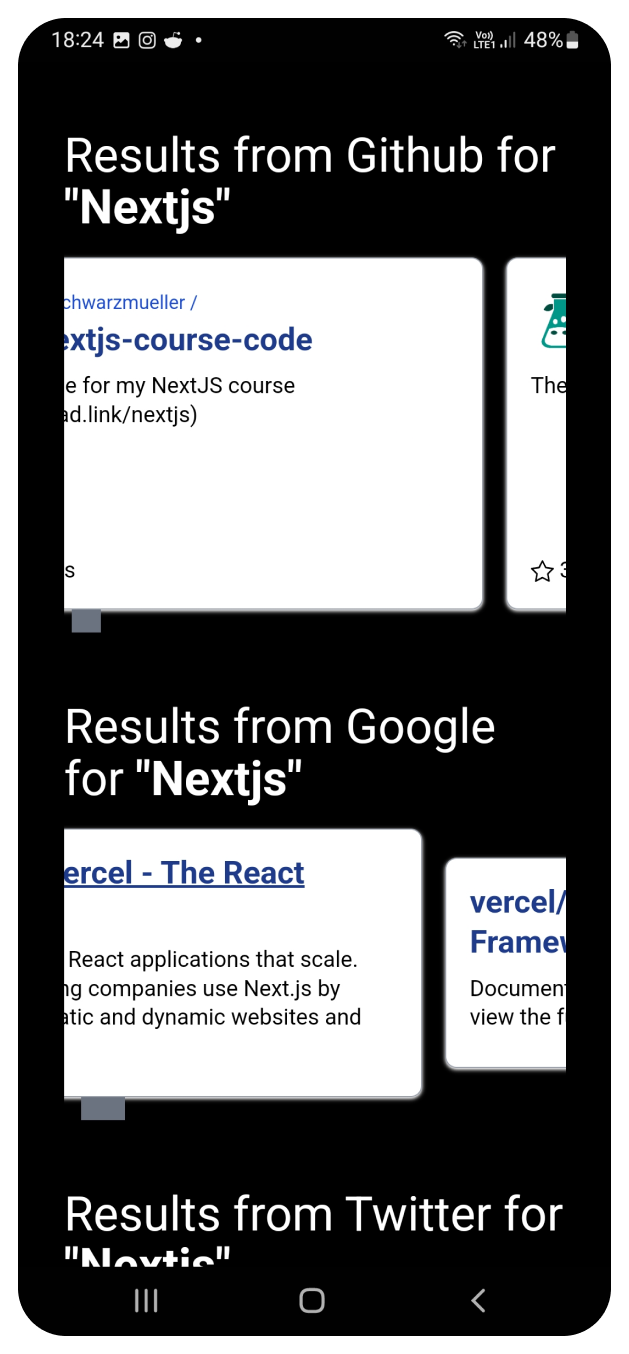 18:24
Vo))
LTE1
48%
Results from Github for
"Nextjs"
chwarzmueller /
extjs-course-code
e for my NextJS course
ad.link/nextjs)
The
s
3
Results from Google
for "Nextjs"
ercel - The React
vercel/
Framew
React applications that scale.
ng companies use Next.js by
atic and dynamic websites and
Document
view the f
Results from Twitter for
"Nextjs"